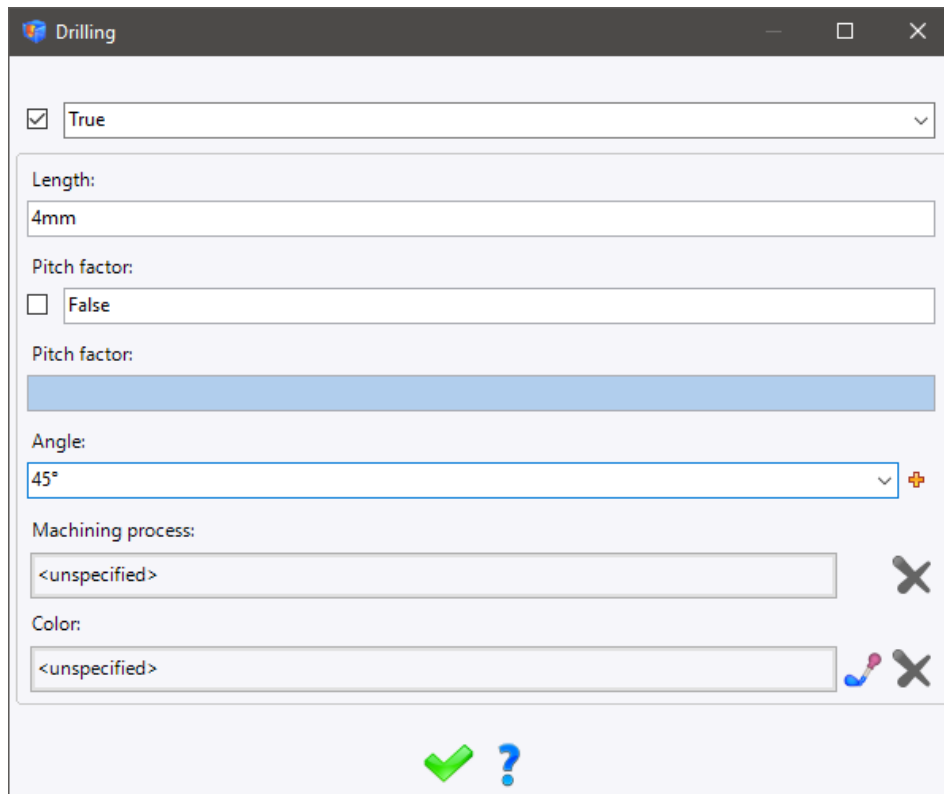 Drilling
True
Length:
4mm
Pitch factor:
False
Pitch factor:
Angle:
45°
Machining process:
<unspecified>
Color:
<unspecified>